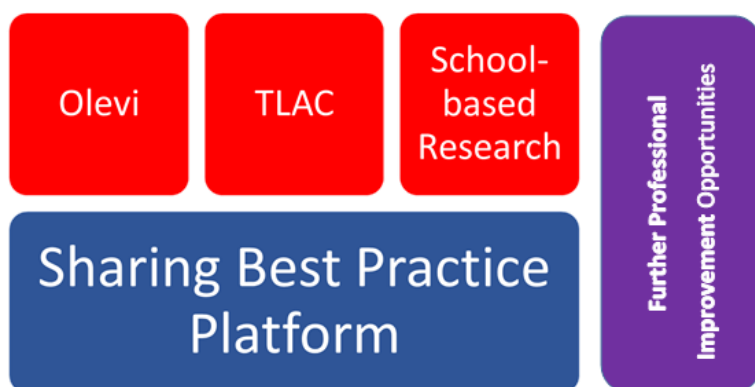 Olevi
TLAC
School-
based
Research
Sharing Best Practice
Platform
Further Professional
Improvement Opportunities